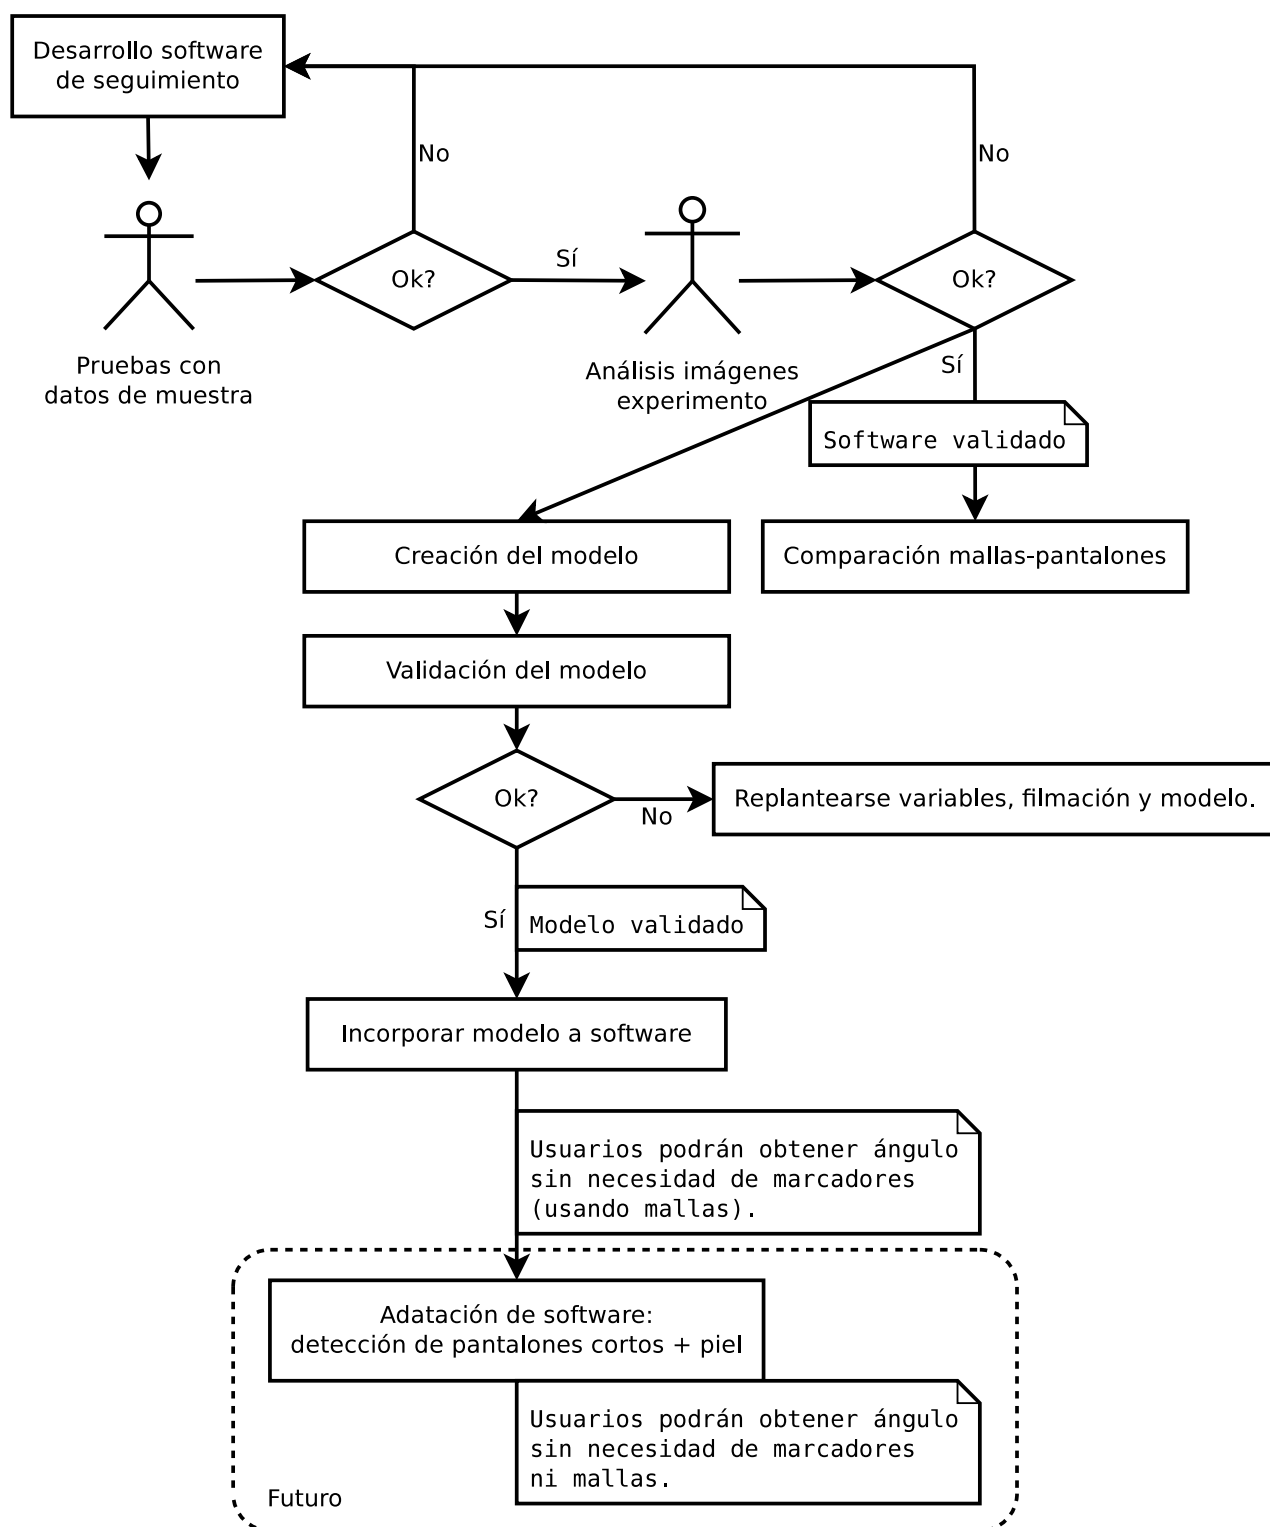 Desarrollo software
de seguimiento
No
No
Ok?
Sí
Ok?
Pruebas con
datos de muestra
Análisis imágenes
experimento
Sí
Software validado
Creación del modelo
Comparación mallas-pantalones
Validación del modelo
Ok?
No
Replantearse variables, filmación y modelo.
Sí
Modelo validado
Incorporar modelo a software
Usuarios podrán obtener ángulo
sin necesidad de marcadores
(usando mallas).
Adatación de software:
detección de pantalones cortos + piel
Usuarios podrán obtener ángulo
sin necesidad de marcadores
ni mallas.
Futuro